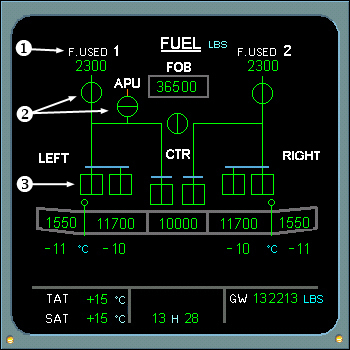 1 F.USED 1 FUEL LBS F.USED 2
2300 FOB 2300
APU 36500
2
LEFT CTR RIGHT
3
1550 11700 10000 11700 1550
-11 °C -10 -10 °C -11
TAT +15 °C GW 132213 LBS
SAT +15 °C 13 H 28